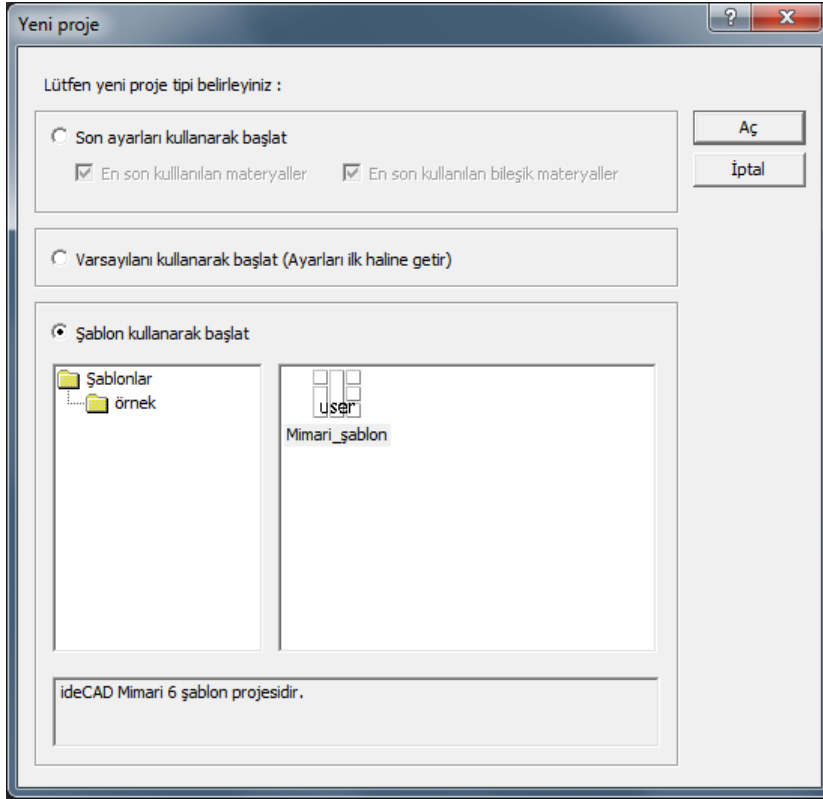 Yeni proje
Lütfen yeni proje tipi belirleyiniz :
Son ayarları kullanarak başlat
En son kulllanılan materyaller
En son kullanılan bileşik materyaller
Aç
İptal
Varsayılanı kullanarak başlat (Ayarları ilk haline getir)
Şablon kullanarak başlat
Şablonlar
örnek
user
Mimari_şablon
ideCAD Mimari 6 şablon projesidir.